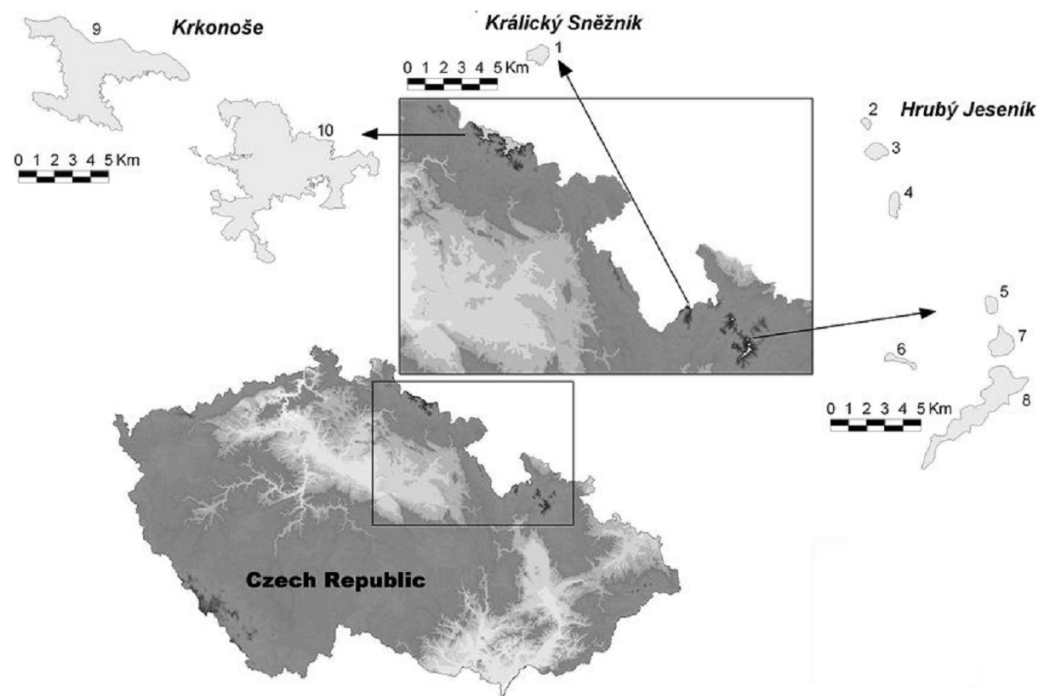 Krkonoše
9
10
0 1 2 3 4 5 Km
Králický Sněžník
1
0 1 2 3 4 5 Km
Hrubý Jeseník
2
3
4
5
6
7
8
0 1 2 3 4 5 Km
Czech Republic